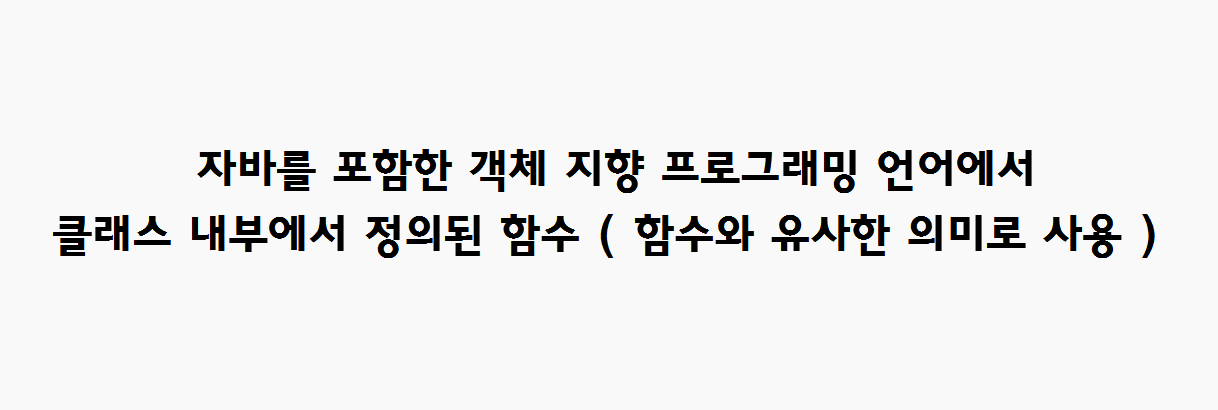 자바를 포함한 객체 지향 프로그래밍 언어에서
클래스 내부에서 정의된 함수 ( 함수와 유사한 의미로 사용 )